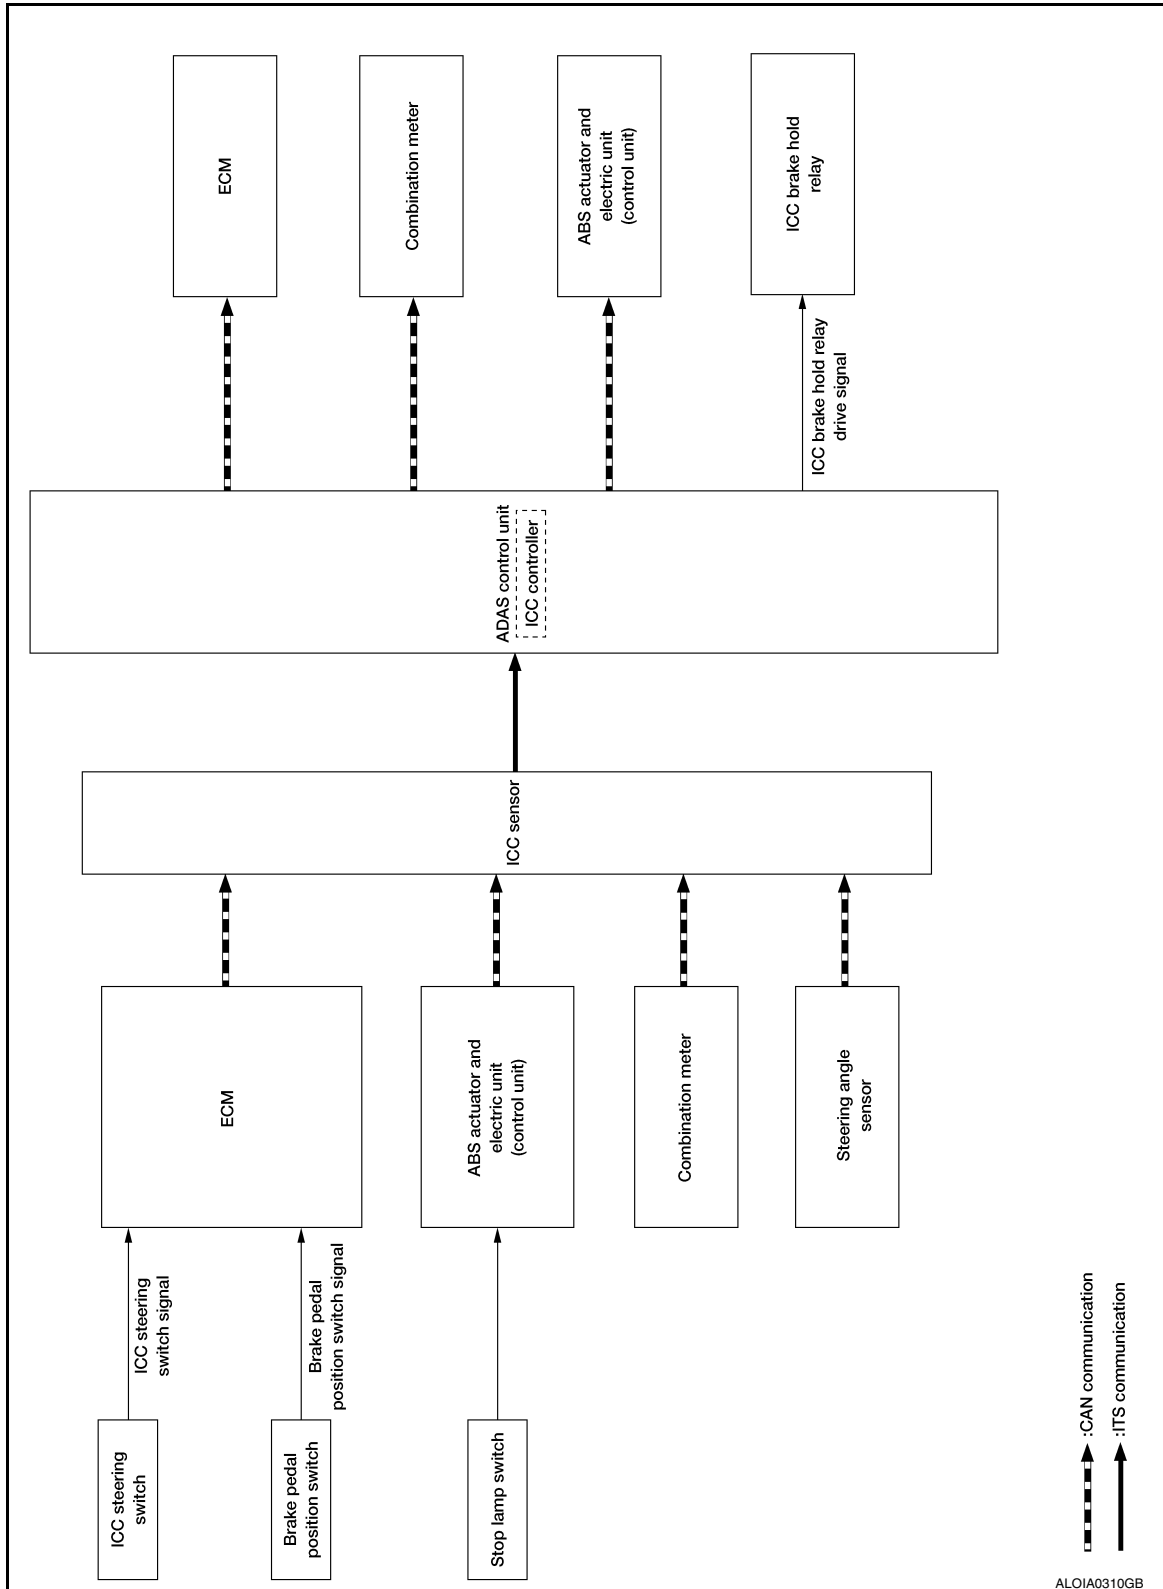 ICC steering
switch
ICC steering
switch signal
Brake pedal
position switch
Brake pedal
position switch signal
Stop lamp switch
ECM
ABS actuator and
electric unit
(control unit)
Combination meter
Steering angle
sensor
ICC sensor
ADAS control unit
ICC controller
ECM
Combination meter
ABS actuator and
electric unit
(control unit)
ICC brake hold relay
drive signal
ICC brake hold
relay
:CAN communication
:ITS communication
ALOIA0310GB